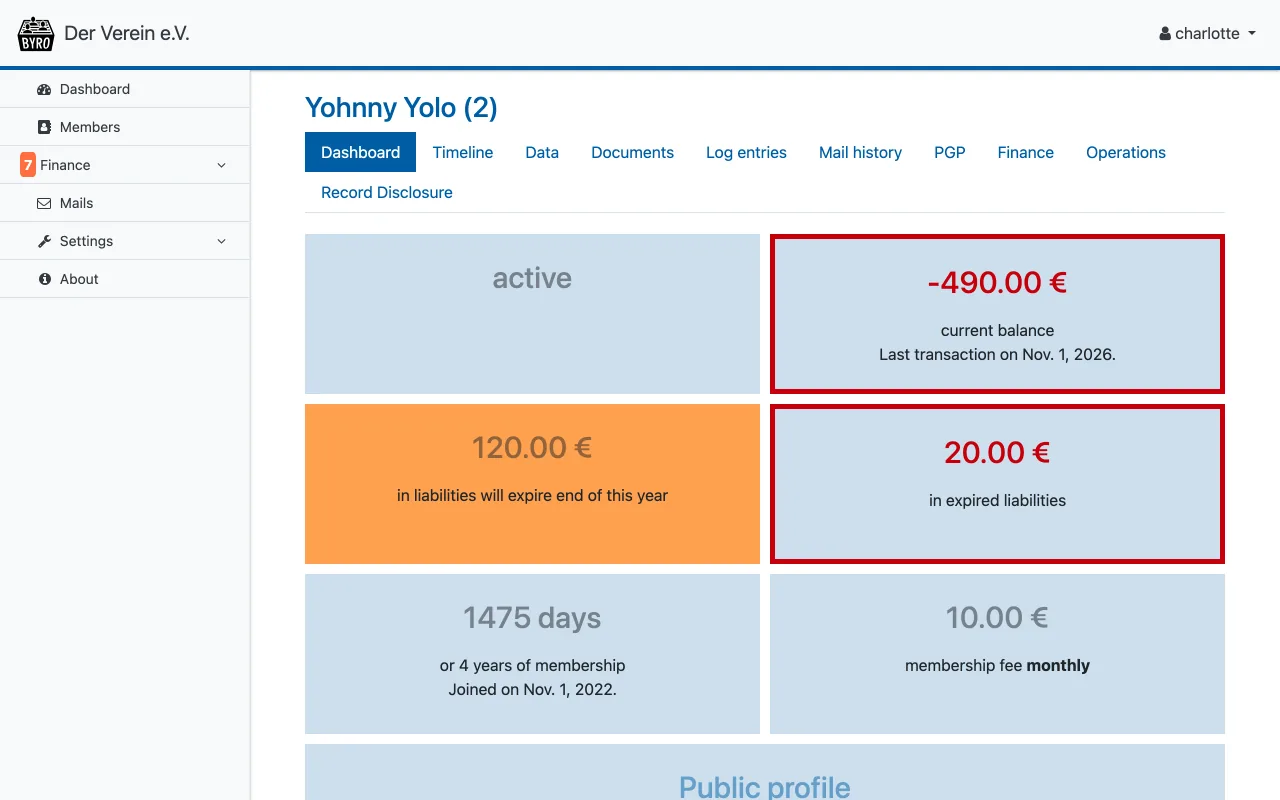 BYRO
Der Verein e.V.
charlotte
Dashboard
Members
7 Finance
Mails
Settings
About
Yohnny Yolo (2)
Dashboard Timeline Data Documents Log entries Mail history PGP Finance Operations
Record Disclosure
active
-490.00 €
current balance
Last transaction on Nov. 1, 2026.
120.00 €
in liabilities will expire end of this year
20.00 €
in expired liabilities
1475 days
or 4 years of membership
Joined on Nov. 1, 2022.
10.00 €
membership fee monthly
Public profile